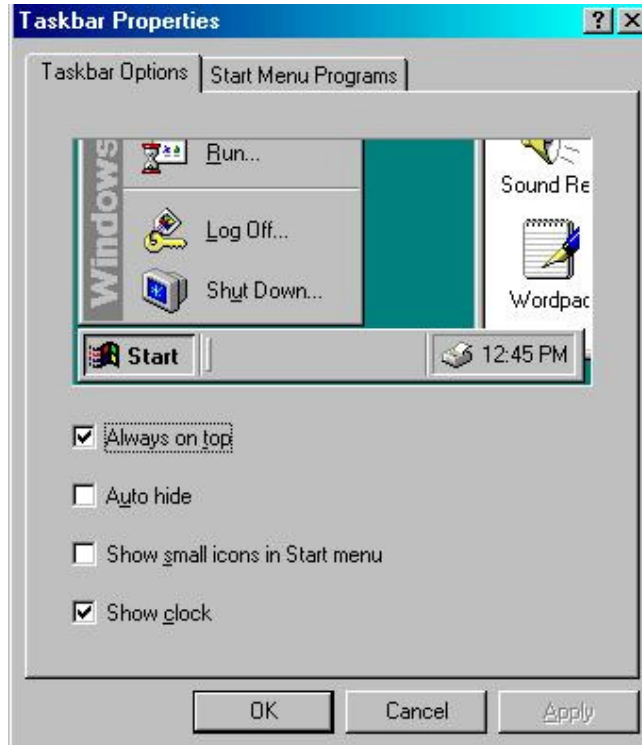 Taskbar Properties
Taskbar Options
Start Menu Programs
Windows
Run...
Log Off...
Shut Down...
Sound Re
Wordpad
Start
12:45 PM
Always on top
Auto hide
Show small icons in Start menu
Show clock
OK
Cancel
Apply